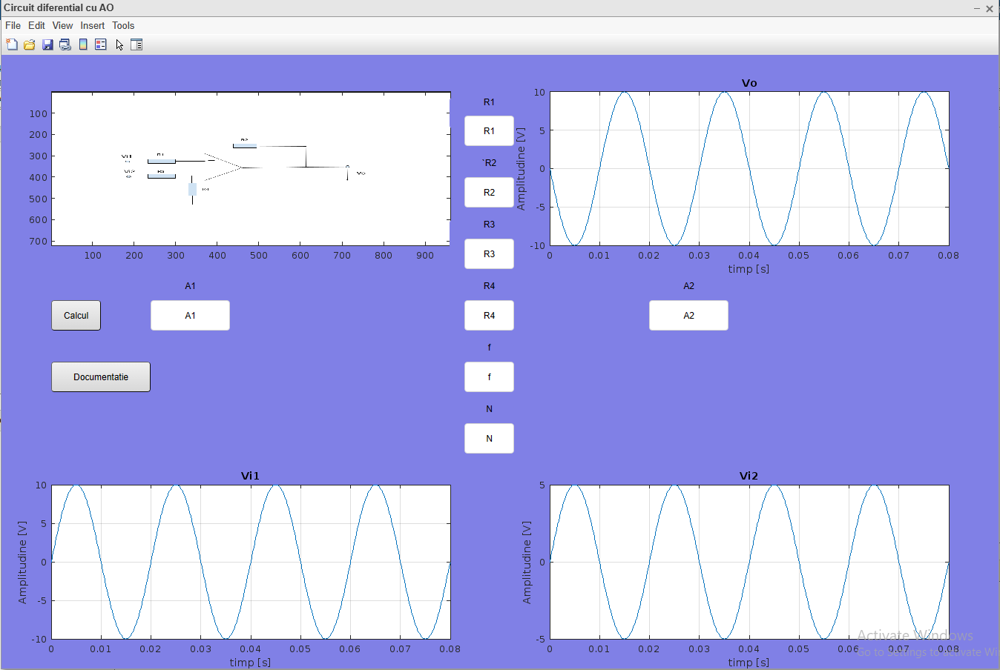 Circuit diferential cu AO
File Edit View Insert Tools
Vo
10
5
0
-5
-10
Amplitudine [V]
0 0.01 0.02 0.03 0.04 0.05 0.06 0.07 0.08
timp [s]
100
200
300
400
500
600
700
100 200 300 400 500 600 700 800 900
Vo
R1
R1
`R2
R2
R3
R3
R4
R4
f
f
N
N
A1
A1
A2
A2
Calcul
Documentatie
Vi1
10
5
0
-5
-10
Amplitudine [V]
0 0.01 0.02 0.03 0.04 0.05 0.06 0.07 0.08
timp [s]
Vi2
5
0
-5
Amplitudine [V]
0 0.01 0.02 0.03 0.04 0.05 0.06 0.07 0.08
timp [s]
Activate Windows
Go to Settings to activate Wi